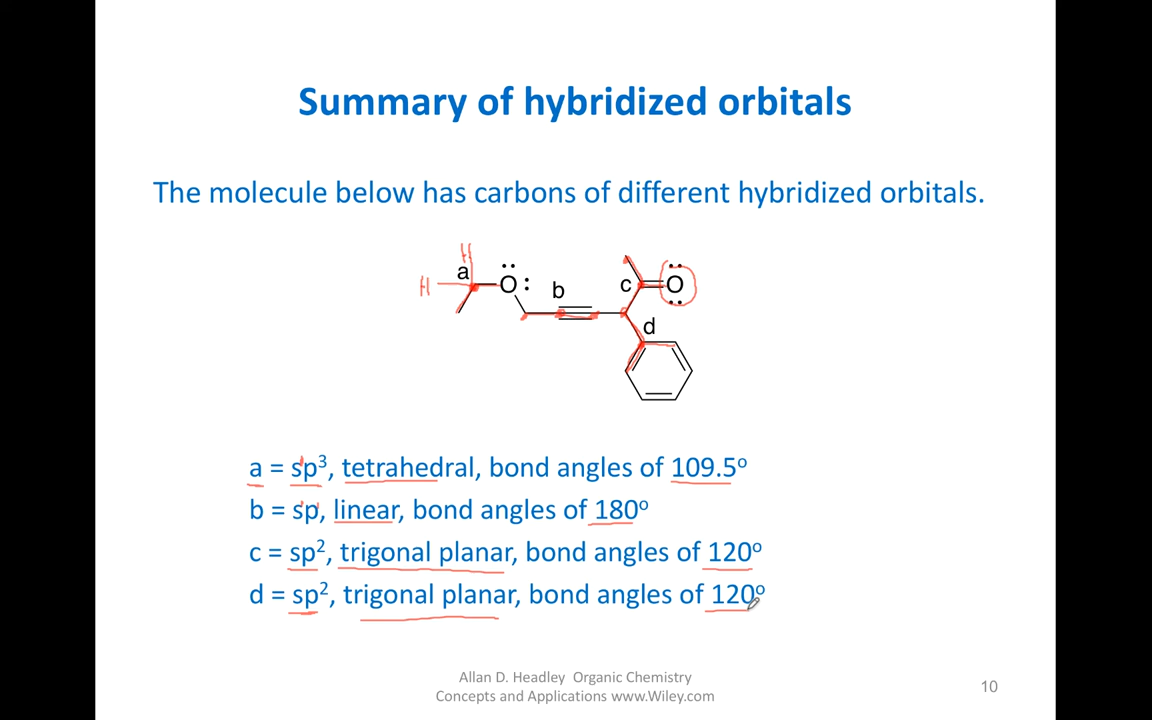 Summary of hybridized orbitals
The molecule below has carbons of different hybridized orbitals.
H
a
H
O
b
c
O
d
a = sp³, tetrahedral, bond angles of 109.5º
b = sp, linear, bond angles of 180º
c = sp², trigonal planar, bond angles of 120º
d = sp², trigonal planar, bond angles of 120º
Allan D. Headley Organic Chemistry
Concepts and Applications www.Wiley.com
10